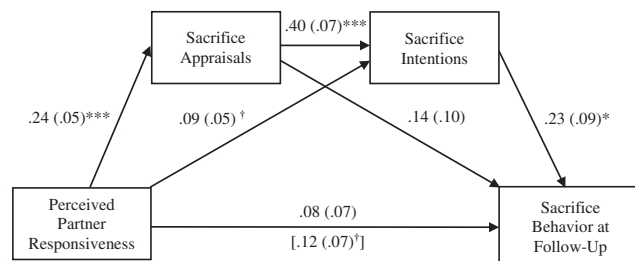 .40 (.07)***
Sacrifice
Appraisals
Sacrifice
Intentions
.24 (.05)***
.09 (.05) †
.14 (.10)
.23 (.09)*
Perceived
Partner
Responsiveness
.08 (.07)
[.12 (.07)†]
Sacrifice
Behavior at
Follow-Up